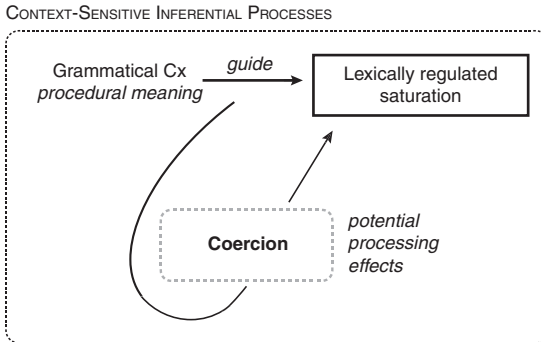 CONTEXT-SENSITIVE INFERENTIAL PROCESSES
Grammatical Cx
procedural meaning
guide
Lexically regulated
saturation
Coercion
potential
processing
effects